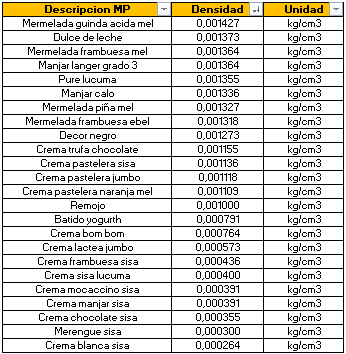 Descripcion MP Densidad Unidad
Mermelada guinda acida mel 0,001427 kg/cm3
Dulce de leche 0,001373 kg/cm3
Mermelada frambuesa mel 0,001364 kg/cm3
Manjar langer grado 3 0,001364 kg/cm3
Pure lucuma 0,001355 kg/cm3
Manjar calo 0,001336 kg/cm3
Mermelada piña mel 0,001327 kg/cm3
Mermelada frambuesa ebel 0,001318 kg/cm3
Decor negro 0,001273 kg/cm3
Crema trufa chocolate 0,001155 kg/cm3
Crema pastelera sisa 0,001136 kg/cm3
Crema pastelera jumbo 0,001118 kg/cm3
Crema pastelera naranja mel 0,001109 kg/cm3
Remojo 0,001000 kg/cm3
Batido yogurth 0,000791 kg/cm3
Crema bom bom 0,000764 kg/cm3
Crema lactea jumbo 0,000573 kg/cm3
Crema frambuesa sisa 0,000436 kg/cm3
Crema sisa lucuma 0,000400 kg/cm3
Crema mocaccino sisa 0,000391 kg/cm3
Crema manjar sisa 0,000391 kg/cm3
Crema chocolate sisa 0,000355 kg/cm3
Merengue sisa 0,000300 kg/cm3
Crema blanca sisa 0,000264 kg/cm3